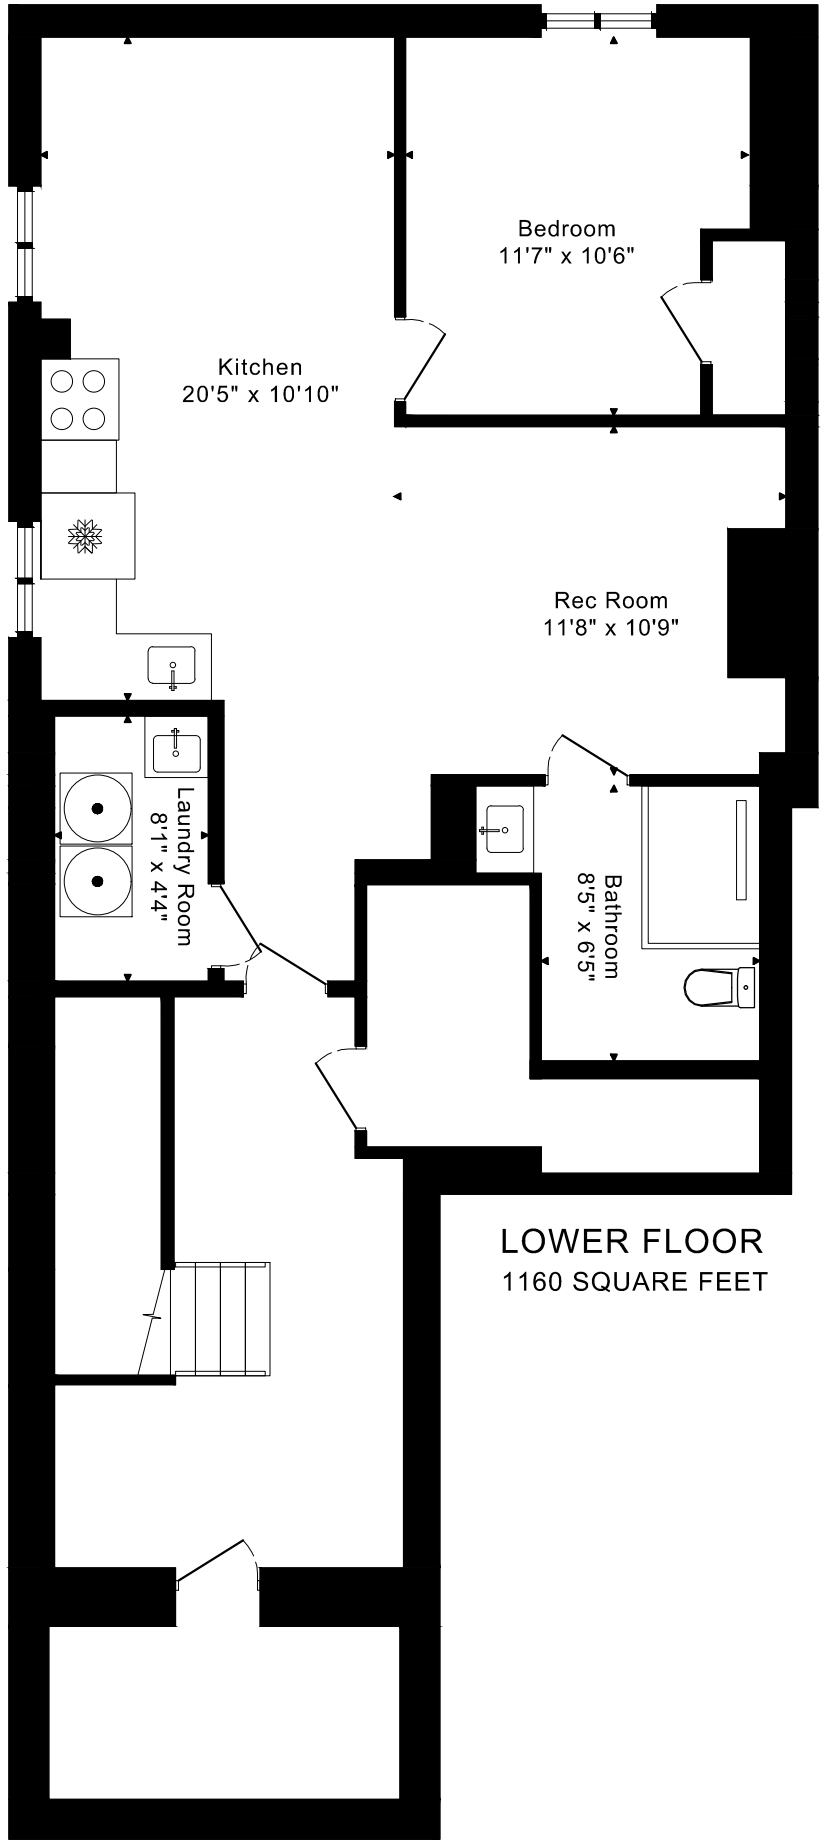 Bedroom
11'7" x 10'6"
Kitchen
20'5" x 10'10"
Rec Room
11'8" x 10'9"
Laundry Room
8'1" x 4'4"
Bathroom
8'5" x 6'5"
LOWER FLOOR
1160 SQUARE FEET